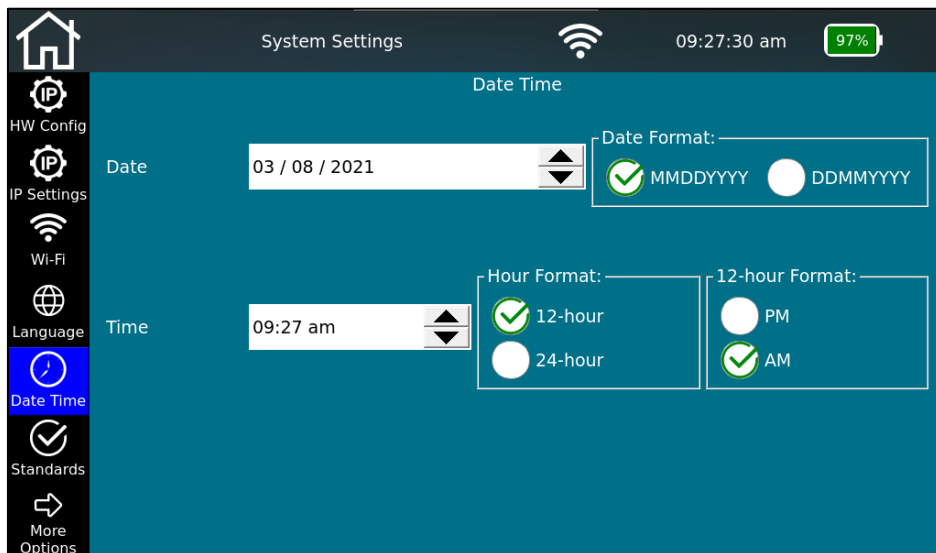 System Settings
09:27:30 am
97%
Date Time
IP
HW Config
IP
IP Settings
Wi-Fi
Language
Date Time
Standards
More
Options
Date
03 / 08 / 2021
Date Format:
MMDDYYYY
DDMMYYYY
Time
09:27 am
Hour Format:
12-hour
24-hour
12-hour Format:
PM
AM